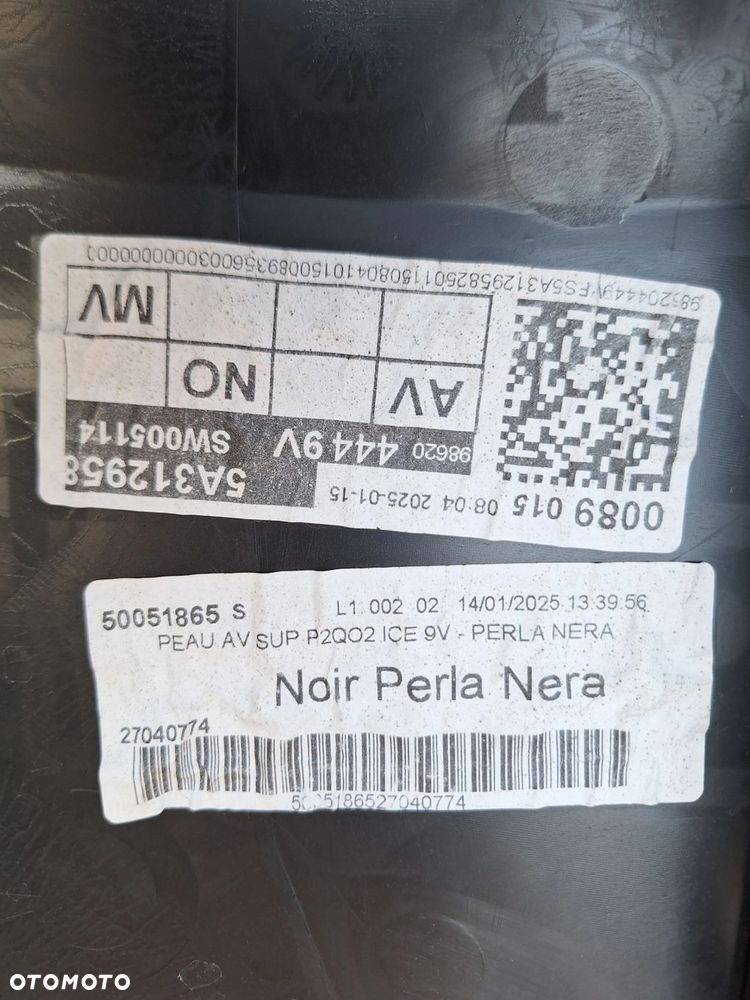 0089 015 08:04 2025-01-15
5A312958
98620 444 9V SW005114
AV NO
MV
50051865 S L1 002 02 14/01/2025 13:39:56
PEAU AV SUP P2QO2 ICE 9V - PERLA NERA
Noir Perla Nera
27040774
OTOMOTO